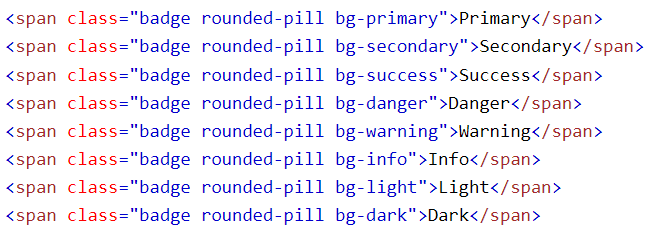 <span class="badge rounded-pill bg-primary">Primary</span>
<span class="badge rounded-pill bg-secondary">Secondary</span>
<span class="badge rounded-pill bg-success">Success</span>
<span class="badge rounded-pill bg-danger">Danger</span>
<span class="badge rounded-pill bg-warning">Warning</span>
<span class="badge rounded-pill bg-info">Info</span>
<span class="badge rounded-pill bg-light">Light</span>
<span class="badge rounded-pill bg-dark">Dark</span>